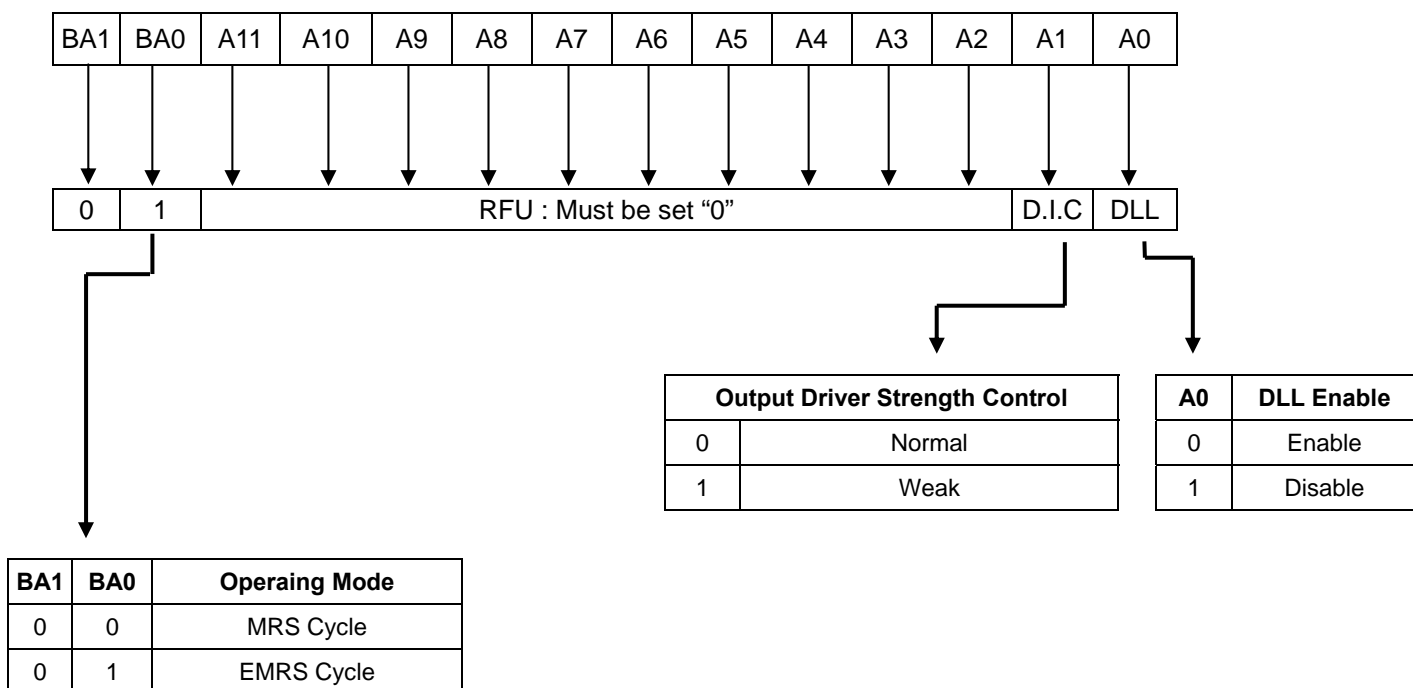 BA1 BA0 A11 A10 A9 A8 A7 A6 A5 A4 A3 A2 A1 A0
0 1 RFU : Must be set “0” D.I.C DLL
Output Driver Strength Control
0 Normal
1 Weak
A0 DLL Enable
0 Enable
1 Disable
BA1 BA0 Operaing Mode
0 0 MRS Cycle
0 1 EMRS Cycle